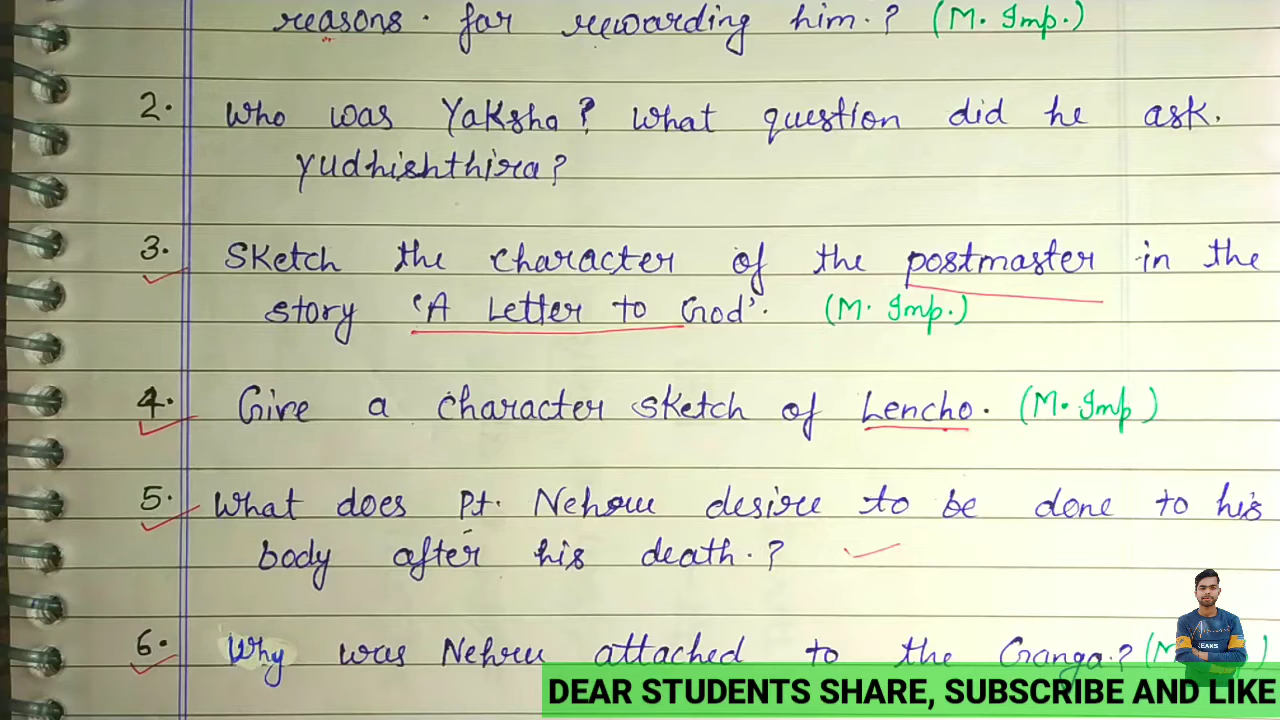 reasons. for rewarding him.? (M. Imp.)
2. Who was Yaksha? What question did he ask.
Yudhishthira?
3. Sketch the character of the postmaster in the
story 'A Letter to God'. (M. Imp.)
4. Give a character sketch of Lencho. (M. Imp)
5. What does Pt. Nehru desire to be done to his
body after his death.?
6. Why was Nehru attached to the Ganga.? (M
DEAR STUDENTS SHARE, SUBSCRIBE AND LIKE